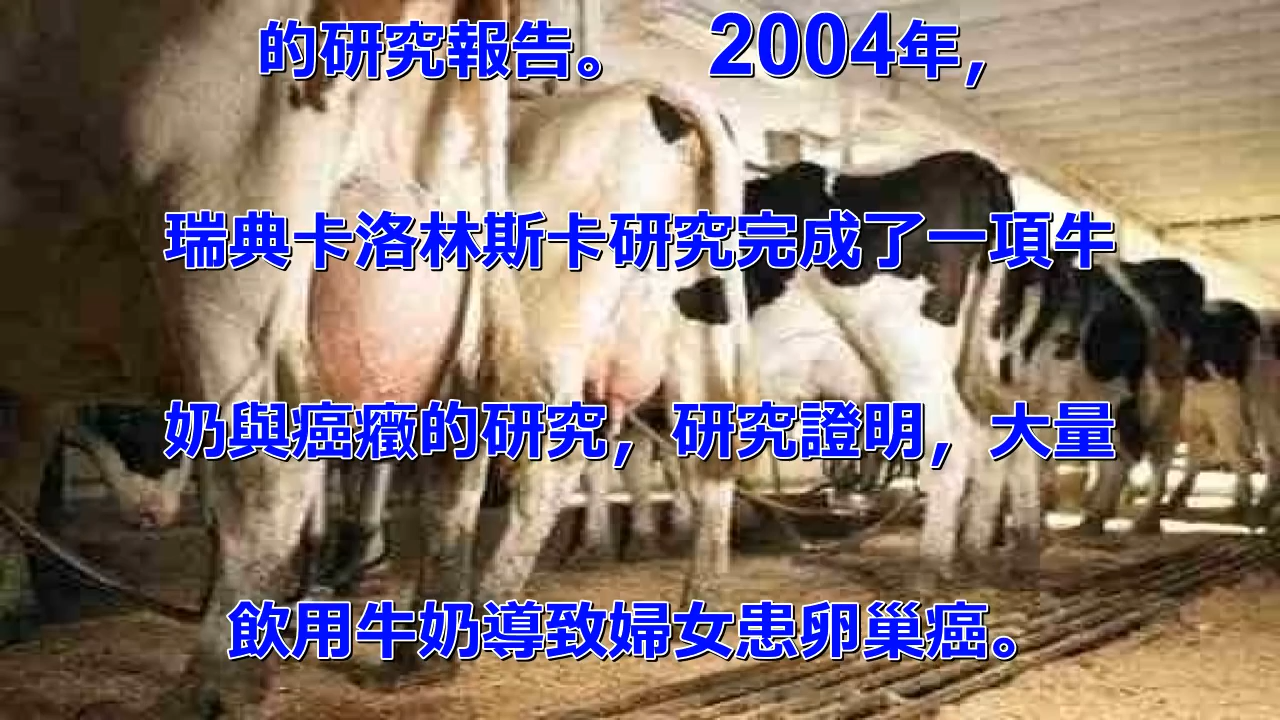 的研究報告。 2004年，
瑞典卡洛林斯卡研究完成了一項牛
奶與癌癥的研究，研究證明，大量
飲用牛奶導致婦女患卵巢癌。